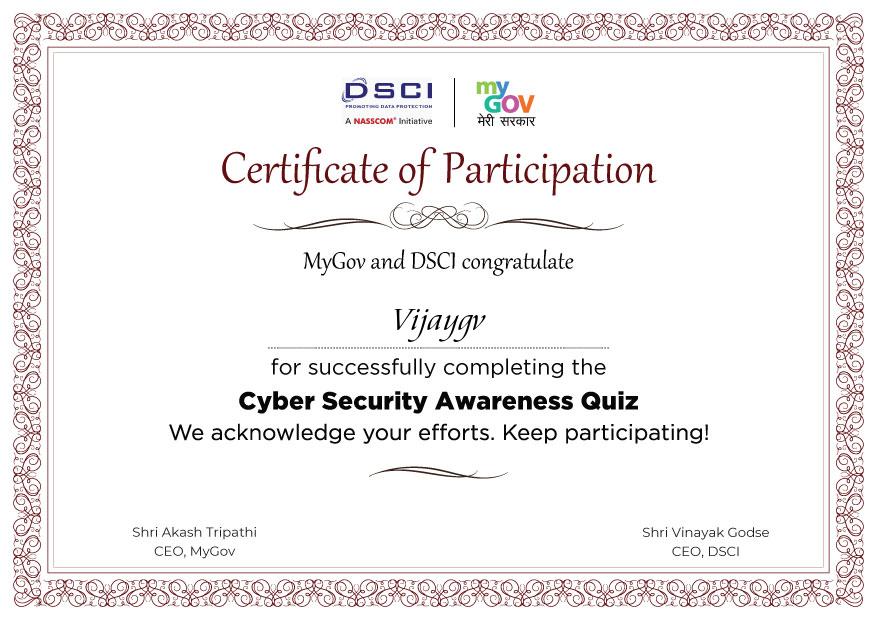 DSCI
PROMOTING DATA PROTECTION
A NASSCOM® Initiative
my
GOV
मेरी सरकार
Certificate of Participation
MyGov and DSCI congratulate
Vijaygv
for successfully completing the
Cyber Security Awareness Quiz
We acknowledge your efforts. Keep participating!
Shri Akash Tripathi
CEO, MyGov
Shri Vinayak Godse
CEO, DSCI